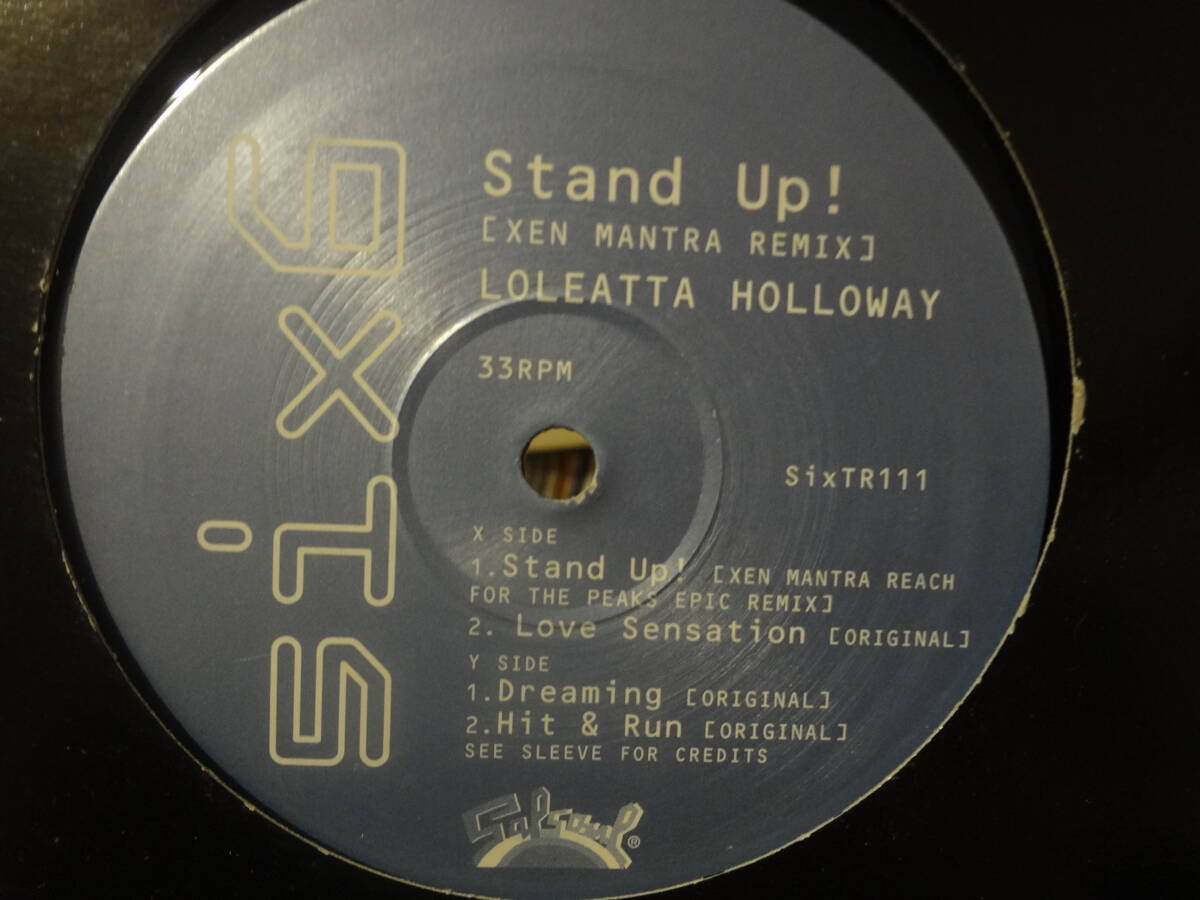 six6
Stand Up!
[XEN MANTRA REMIX]
LOLEATTA HOLLOWAY
33RPM
SixTR111
X SIDE
1.Stand Up! [XEN MANTRA REACH
FOR THE PEAKS EPIC REMIX]
2. Love Sensation [ORIGINAL]
Y SIDE
1.Dreaming [ORIGINAL]
2.Hit & Run [ORIGINAL]
SEE SLEEVE FOR CREDITS
Salsoul®